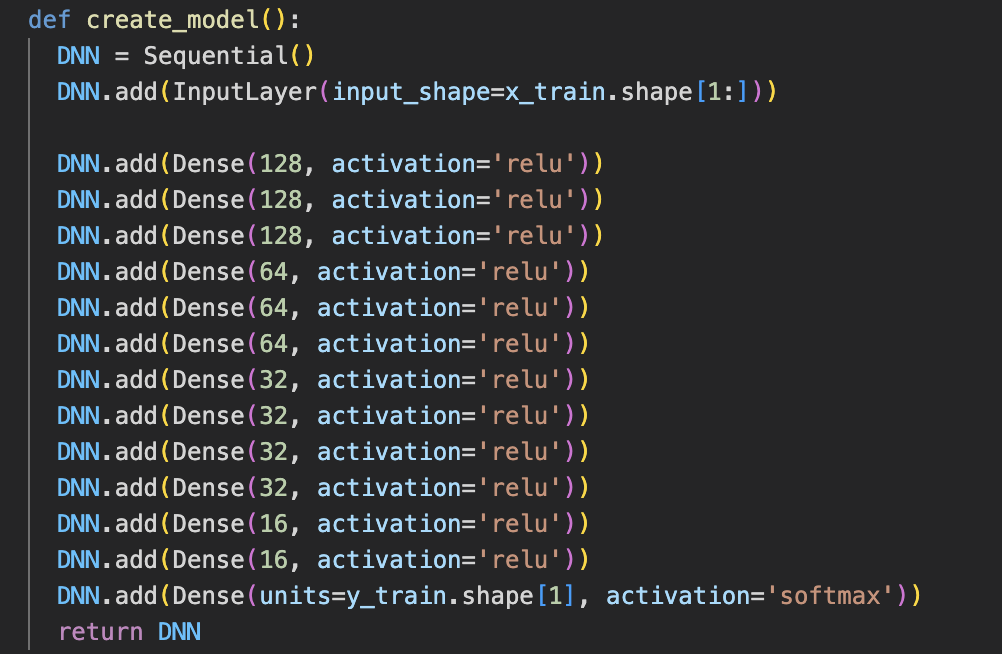 def create_model():
  DNN = Sequential()
  DNN.add(InputLayer(input_shape=x_train.shape[1:]))

  DNN.add(Dense(128, activation='relu'))
  DNN.add(Dense(128, activation='relu'))
  DNN.add(Dense(128, activation='relu'))
  DNN.add(Dense(64, activation='relu'))
  DNN.add(Dense(64, activation='relu'))
  DNN.add(Dense(64, activation='relu'))
  DNN.add(Dense(32, activation='relu'))
  DNN.add(Dense(32, activation='relu'))
  DNN.add(Dense(32, activation='relu'))
  DNN.add(Dense(32, activation='relu'))
  DNN.add(Dense(16, activation='relu'))
  DNN.add(Dense(16, activation='relu'))
  DNN.add(Dense(units=y_train.shape[1], activation='softmax'))
  return DNN